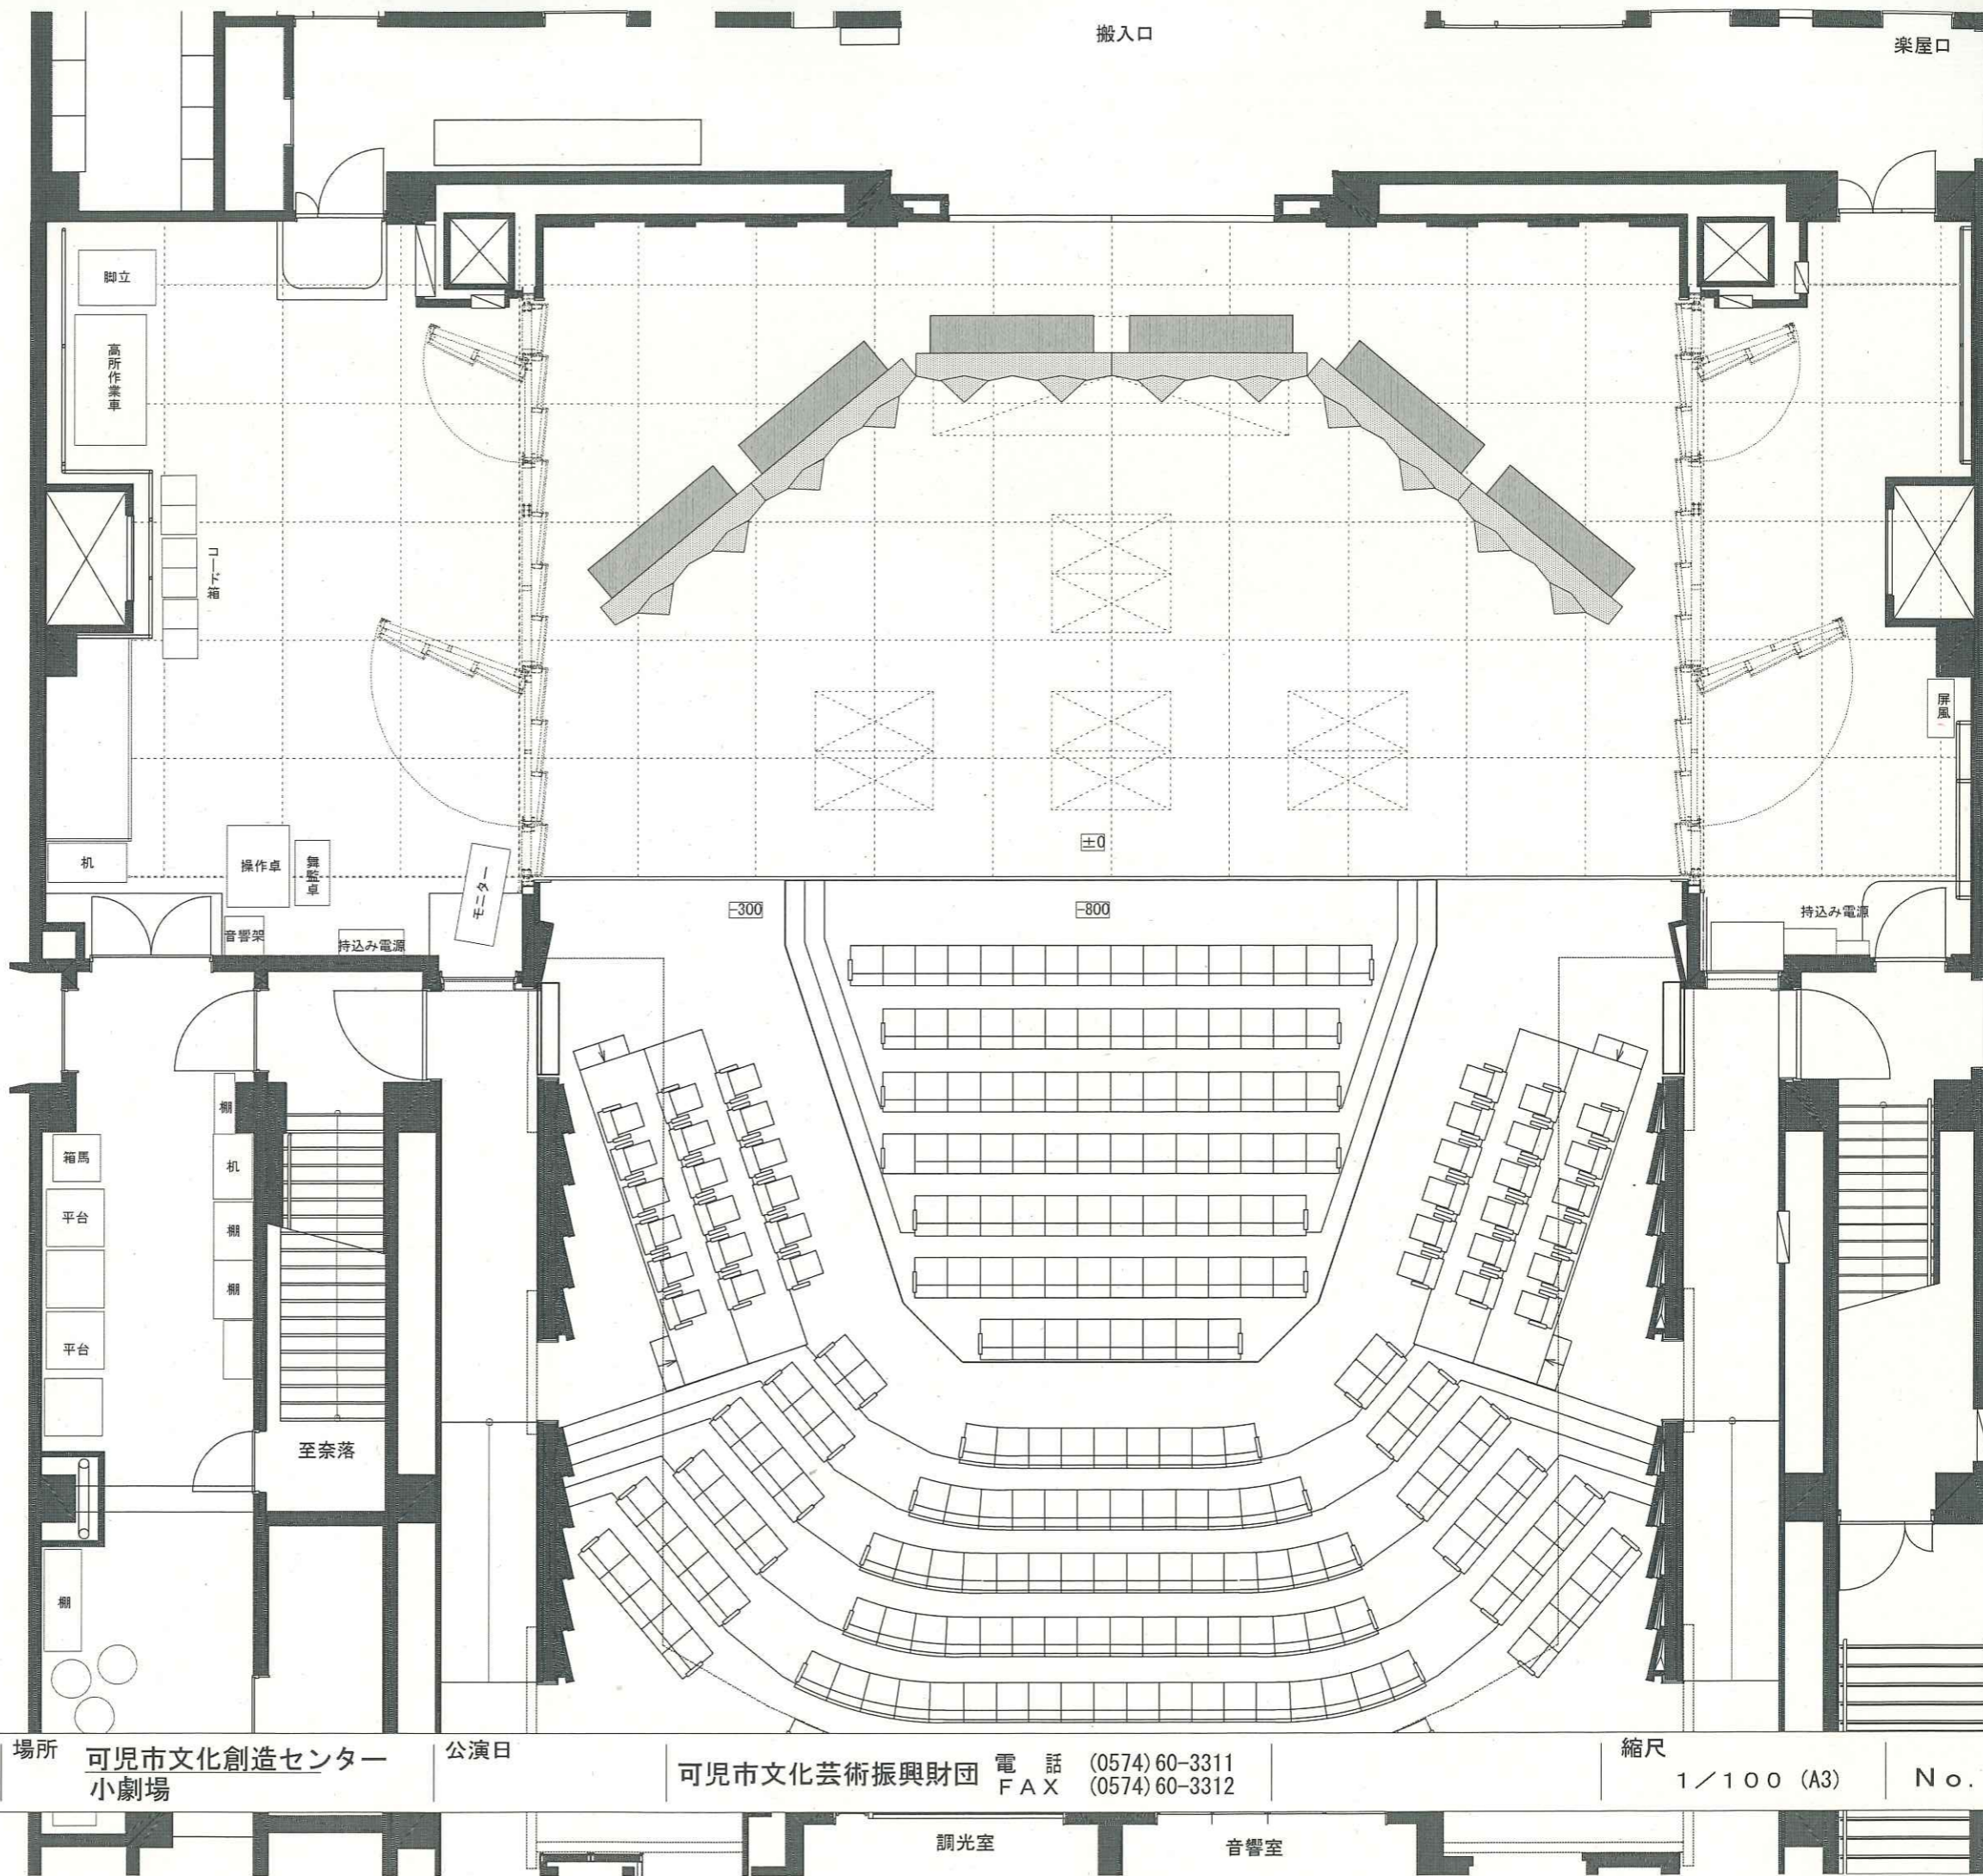 搬入口
楽屋口
脚立
高所作業車
コード箱
屏風
±0
机
操作卓
舞監卓
モニター
音響架
持込み電源
-300
-800
持込み電源
棚
箱馬
机
平台
棚
棚
平台
至奈落
棚
場所
可児市文化創造センター
小劇場
公演日
可児市文化芸術振興財団
電話 (0574)60-3311
FAX (0574)60-3312
縮尺
1/100 (A3)
No.
調光室
音響室